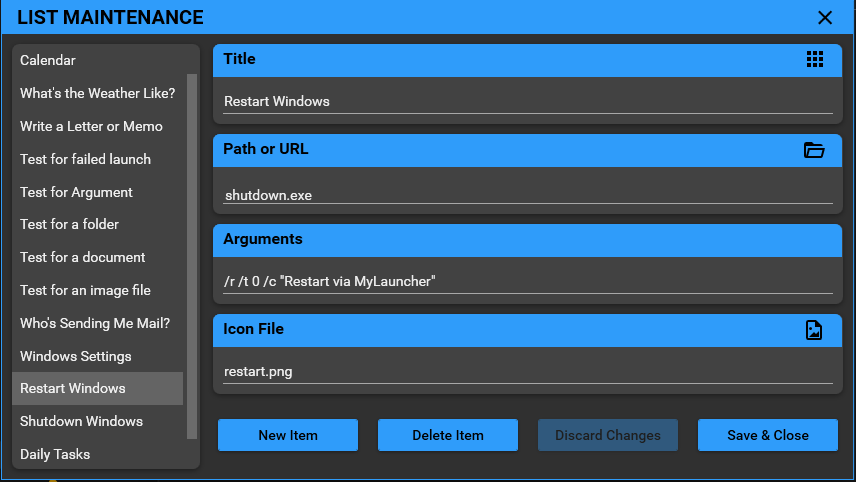 LIST MAINTENANCE
Calendar
What's the Weather Like?
Write a Letter or Memo
Test for failed launch
Test for Argument
Test for a folder
Test for a document
Test for an image file
Who's Sending Me Mail?
Windows Settings
Restart Windows
Shutdown Windows
Daily Tasks
Title
Restart Windows
Path or URL
shutdown.exe
Arguments
/r /t 0 /c "Restart via MyLauncher"
Icon File
restart.png
New Item
Delete Item
Discard Changes
Save & Close